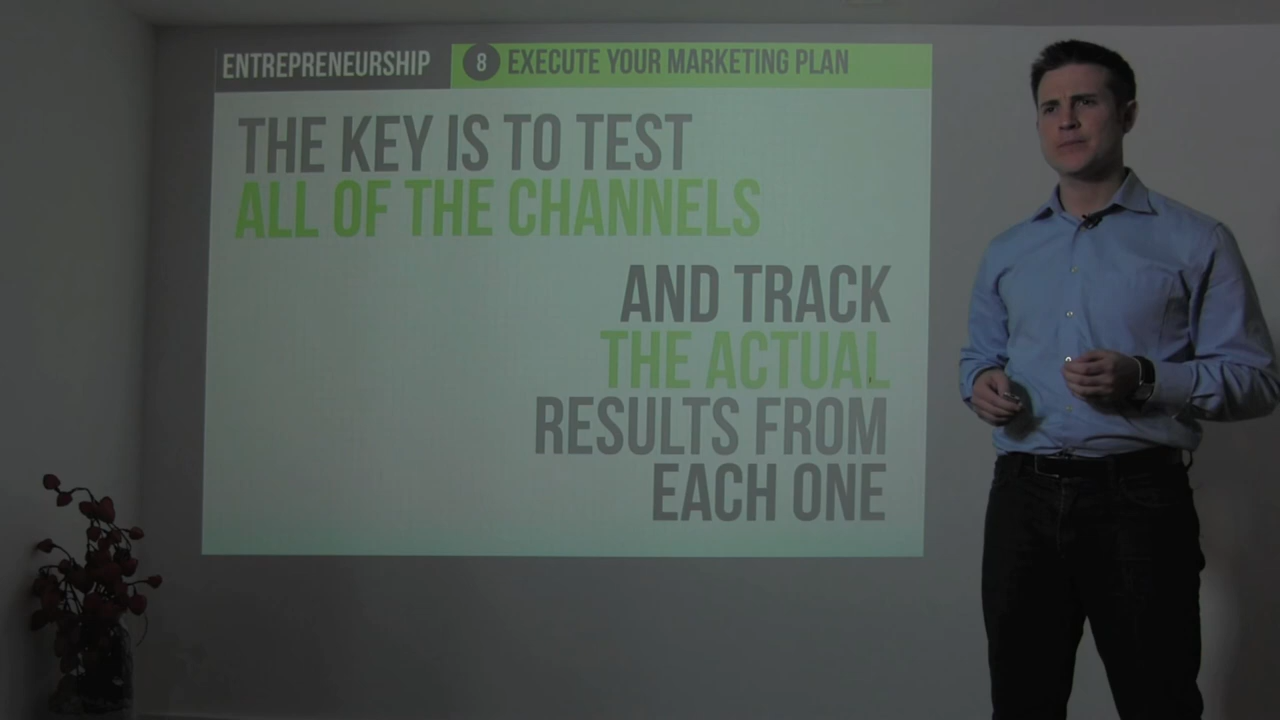 ENTREPRENEURSHIP
8 EXECUTE YOUR MARKETING PLAN
THE KEY IS TO TEST
ALL OF THE CHANNELS
AND TRACK
THE ACTUAL
RESULTS FROM
EACH ONE